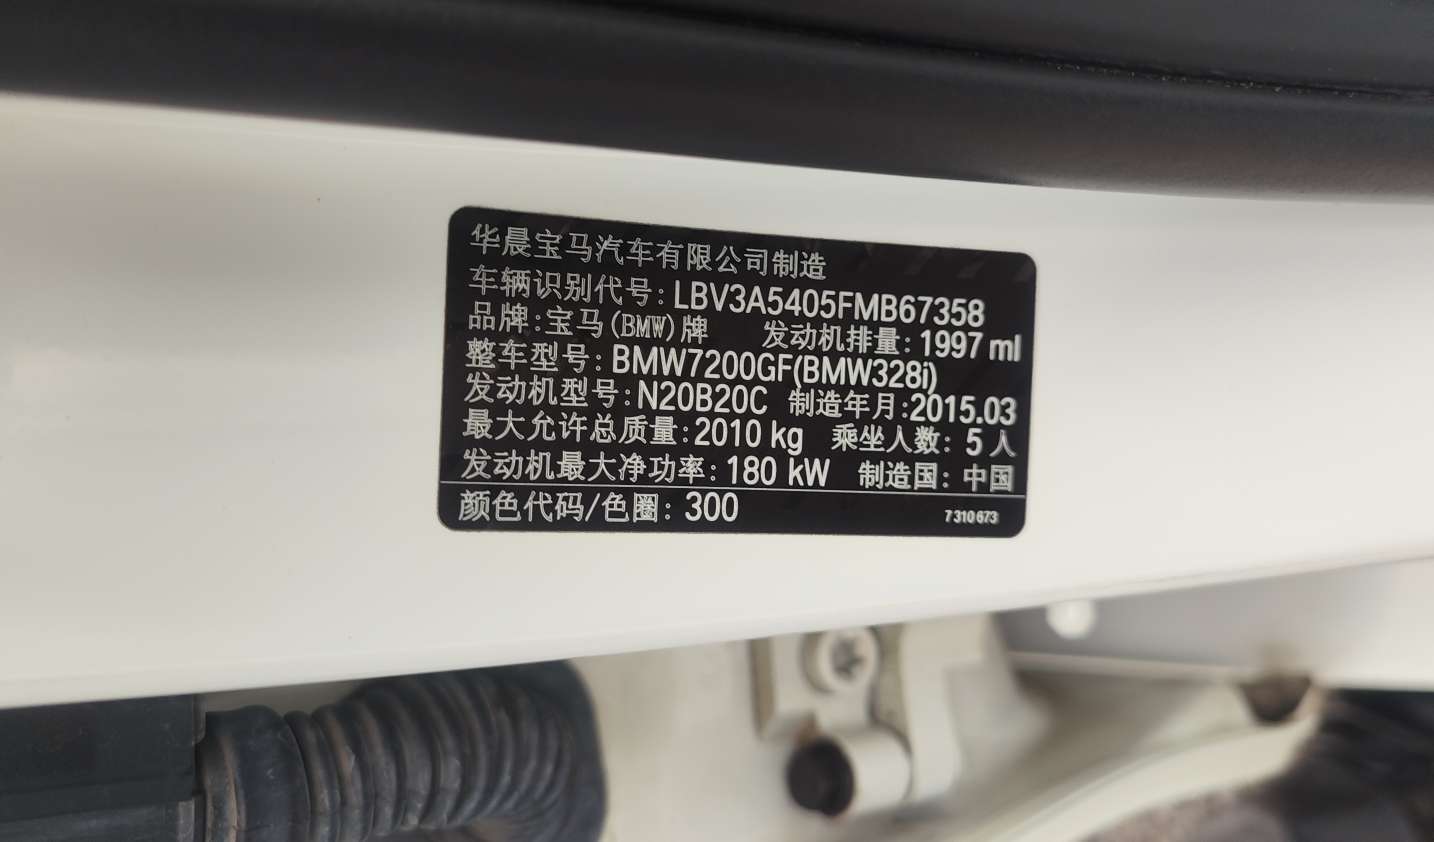 华晨宝马汽车有限公司制造
车辆识别代号:LBV3A5405FMB67358
品牌:宝马(BMW)牌 发动机排量:1997 ml
整车型号:BMW7200GF(BMW328i)
发动机型号:N20B20C 制造年月:2015.03
最大允许总质量:2010 kg 乘坐人数:5人
发动机最大净功率:180 kW 制造国:中国
颜色代码/色圈:300 7 310 673